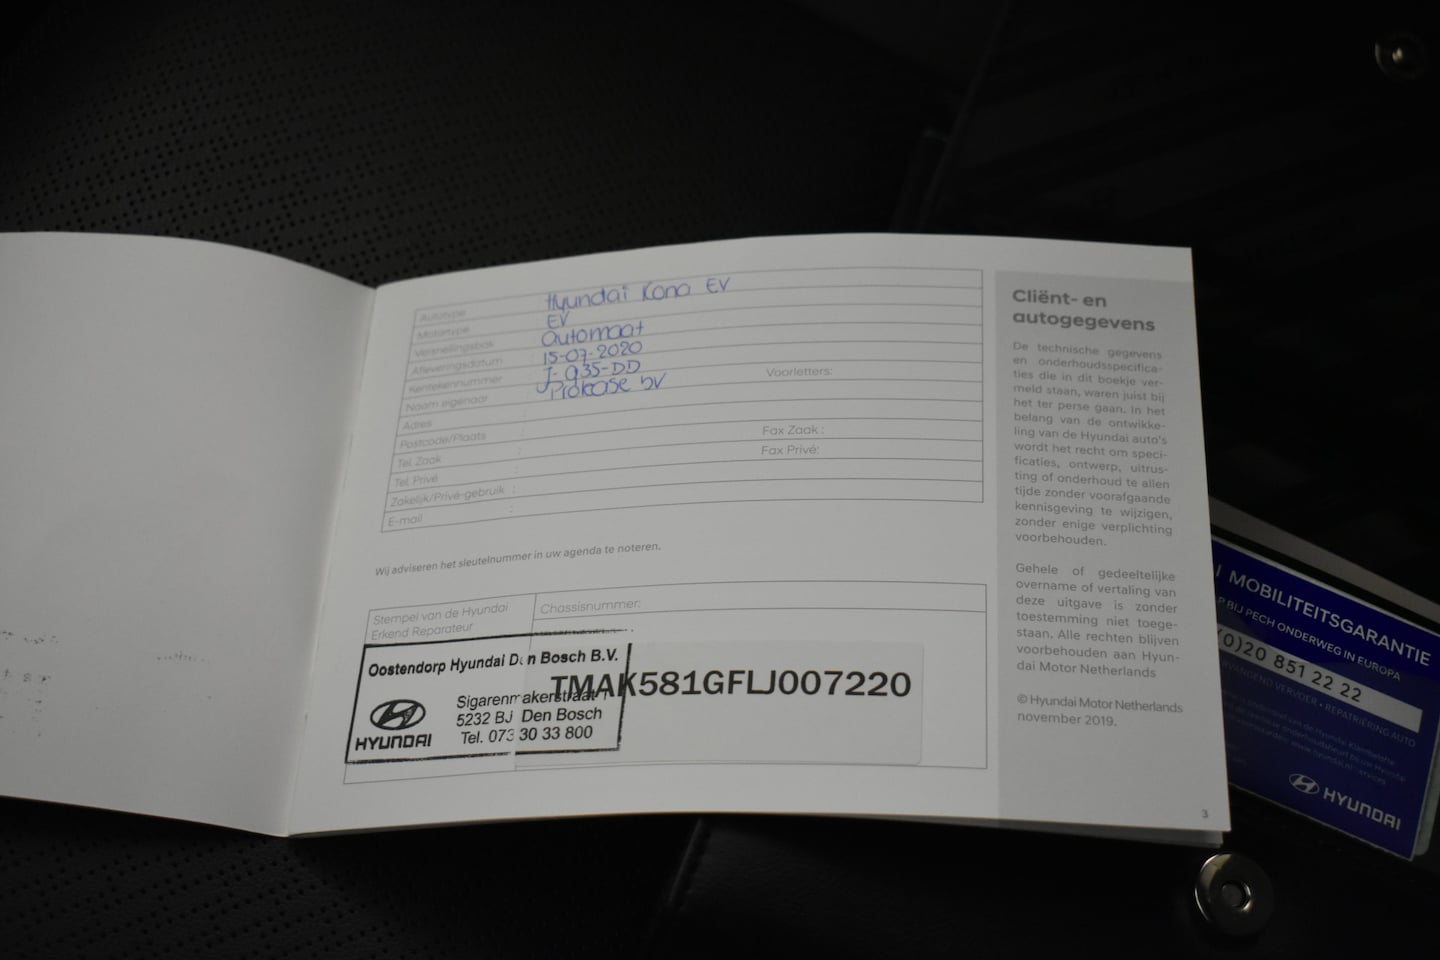 Autotype Hyundai Kona EV
Motortype EV
Versnellingsbak Automaat
Afleveringsdatum 15-07-2020
Kentekennummer J-935-DD
Naam eigenaar Prokase bv Voorletters:
Adres
Postcode/Plaats :
Tel. Zaak : Fax Zaak :
Tel. Privé : Fax Privé:
Zakelijk/Privé-gebruik :
E-mail :
Wij adviseren het sleutelnummer in uw agenda te noteren.
Stempel van de Hyundai
Erkend Reparateur
Chassisnummer:
Oostendorp Hyundai Den Bosch B.V.
Sigarenmakerstraat 1
5232 BJ Den Bosch
Tel. 073 30 33 800
HYUNDAI
TMAK581GFLJ007220
Cliënt- en
autogegevens
De technische gegevens
en onderhoudsspecifica-
ties die in dit boekje ver-
meld staan, waren juist bij
het ter perse gaan. In het
belang van de ontwikke-
ling van de Hyundai auto's
wordt het recht om speci-
ficaties, ontwerp, uitrus-
ting of onderhoud te allen
tijde zonder voorafgaande
kennisgeving te wijzigen,
zonder enige verplichting
voorbehouden.
Gehele of gedeeltelijke
overname of vertaling van
deze uitgave is zonder
toestemming niet toege-
staan. Alle rechten blijven
voorbehouden aan Hyun-
dai Motor Netherlands
© Hyundai Motor Netherlands
november 2019.
3
I MOBILITEITSGARANTIE
P BIJ PECH ONDERWEG IN EUROPA
(0)20 851 22 22
VERVANGEND VERVOER • REPATRIËRING AUTO
HYUNDAI